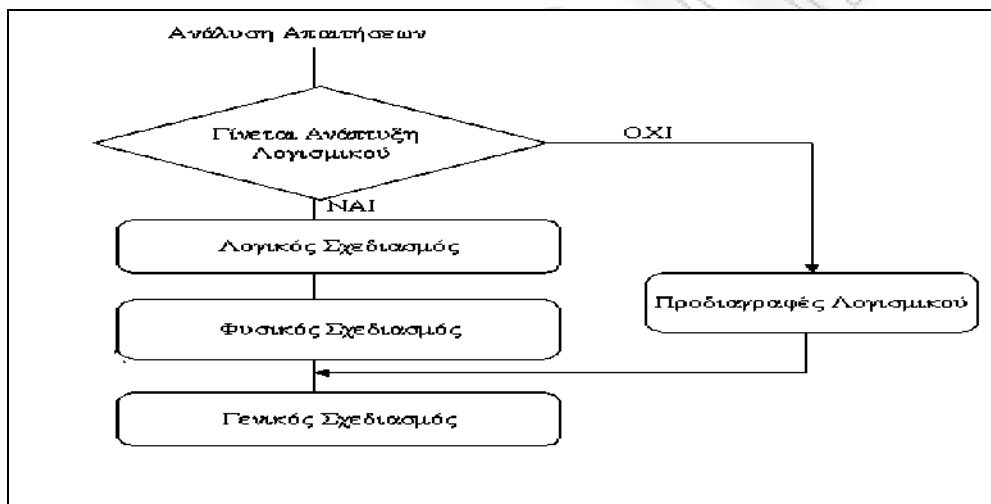 Ανάλυση Απαιτήσεων
Γίνεται Ανάπτυξη
Λογισμικού
ΟΧΙ
ΝΑΙ
Λογικός Σχεδιασμός
Προδιαγραφές Λογισμικού
Φυσικός Σχεδιασμός
Γενικός Σχεδιασμός